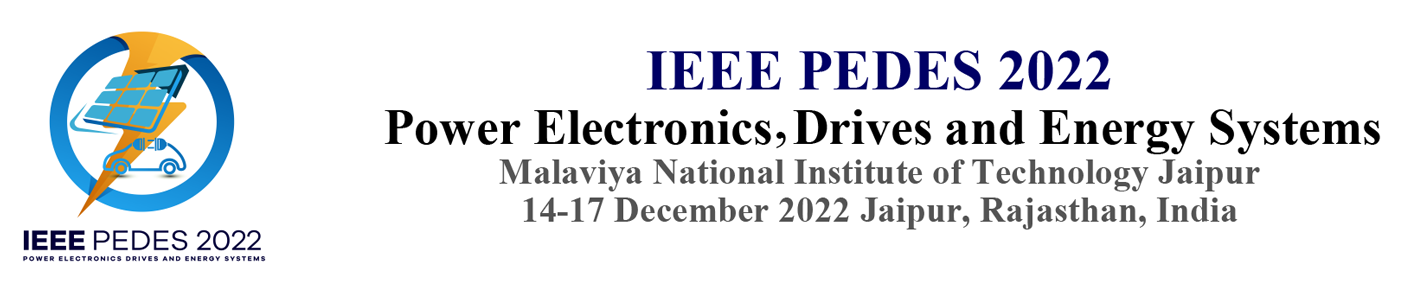 IEEE PEDES 2022
POWER ELECTRONICS DRIVES AND ENERGY SYSTEMS
IEEE PEDES 2022
Power Electronics, Drives and Energy Systems
Malaviya National Institute of Technology Jaipur
14-17 December 2022 Jaipur, Rajasthan, India